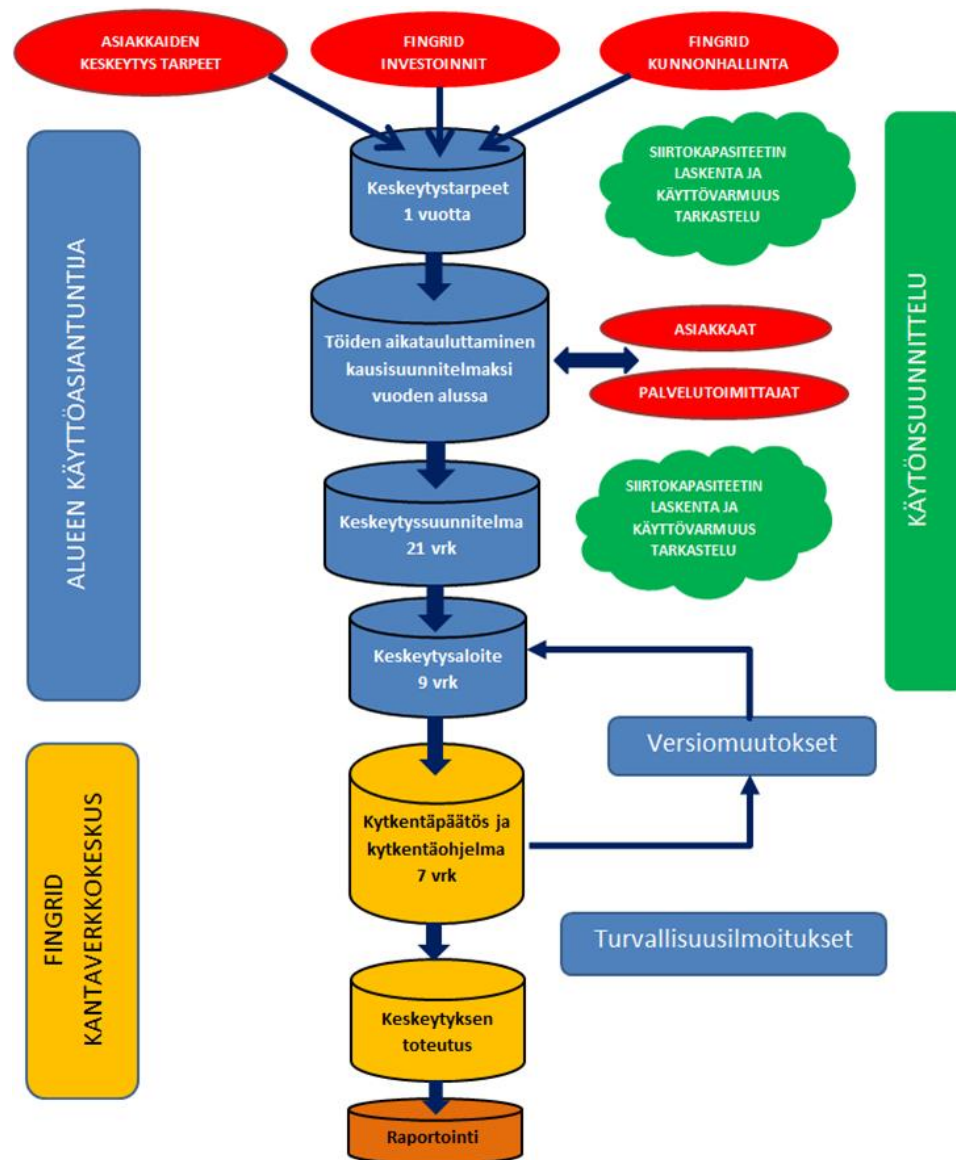 ASIAKKAIDEN
KESKEYTYS TARPEET
FINGRID
INVESTOINNIT
FINGRID
KUNNONHALLINTA
ALUEEN KÄYTTÖASIANTUNTIJA
Keskeytystarpeet
1 vuotta
SIIRTOKAPASITEETIN
LASKENTA JA
KÄYTTÖVARMUUS
TARKASTELU
KÄYTÖNSUUNNITTELU
Töiden aikatauluttaminen
kausisuunnitelmaksi
vuoden alussa
ASIAKKAAT
PALVELUTOIMITTAJAT
Keskeytyssuunnitelma
21 vrk
SIIRTOKAPASITEETIN
LASKENTA JA
KÄYTTÖVARMUUS
TARKASTELU
Keskeytysaloite
9 vrk
Versiomuutokset
FINGRID
KANTAVERKKOKESKUS
Kytkentäpäätös ja
kytkentäohjelma
7 vrk
Turvallisuusilmoitukset
Keskeytyksen
toteutus
Raportointi